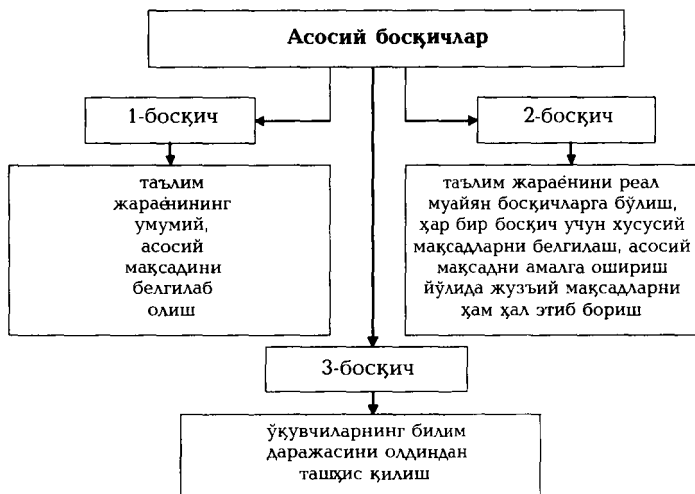 Асосий босқичлар
1-босқич
2-босқич
таълим
жараёнининг
умумий,
асосий
мақсадини
белгилаб
олиш
таълим жараёнини реал
муайян босқичларга бўлиш,
ҳар бир босқич учун хусусий
мақсадларни белгилаш, асосий
мақсадни амалга ошириш
йўлида жузъий мақсадларни
ҳам ҳал этиб бориш
3-босқич
ўқувчиларнинг билим
даражасини олдиндан
ташҳис қилиш